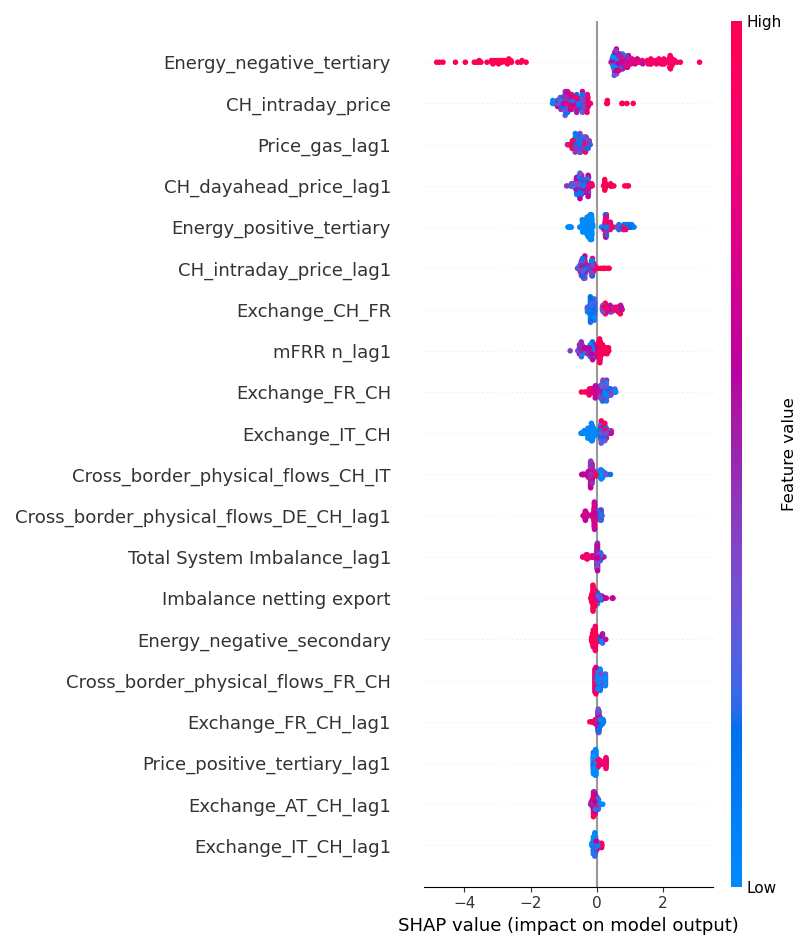 High
Energy_negative_tertiary
CH_intraday_price
Price_gas_lag1
CH_dayahead_price_lag1
Energy_positive_tertiary
CH_intraday_price_lag1
Exchange_CH_FR
mFRR n_lag1
Exchange_FR_CH
Exchange_IT_CH
Cross_border_physical_flows_CH_IT
Cross_border_physical_flows_DE_CH_lag1
Total System Imbalance_lag1
Imbalance netting export
Energy_negative_secondary
Cross_border_physical_flows_FR_CH
Exchange_FR_CH_lag1
Price_positive_tertiary_lag1
Exchange_AT_CH_lag1
Exchange_IT_CH_lag1
Feature value
Low
−4 −2 0 2
SHAP value (impact on model output)